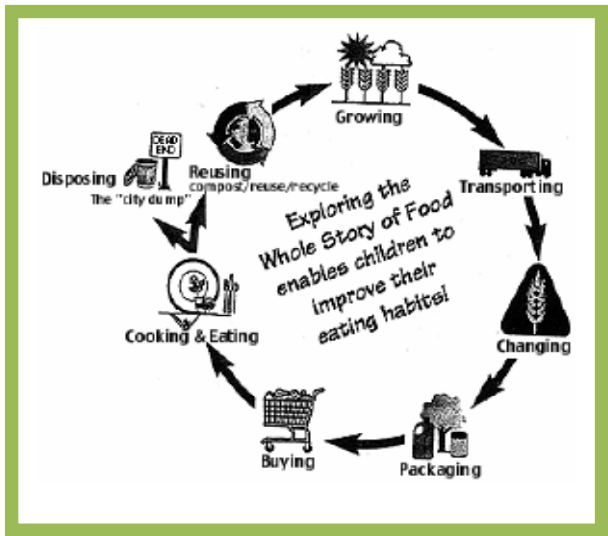 Growing
Transporting
Changing
Packaging
Buying
Cooking & Eating
DEAD
END
Disposing
The "city dump"
Reusing
compost/reuse/recycle
Exploring the
Whole Story of Food
enables children to
improve their
eating habits!